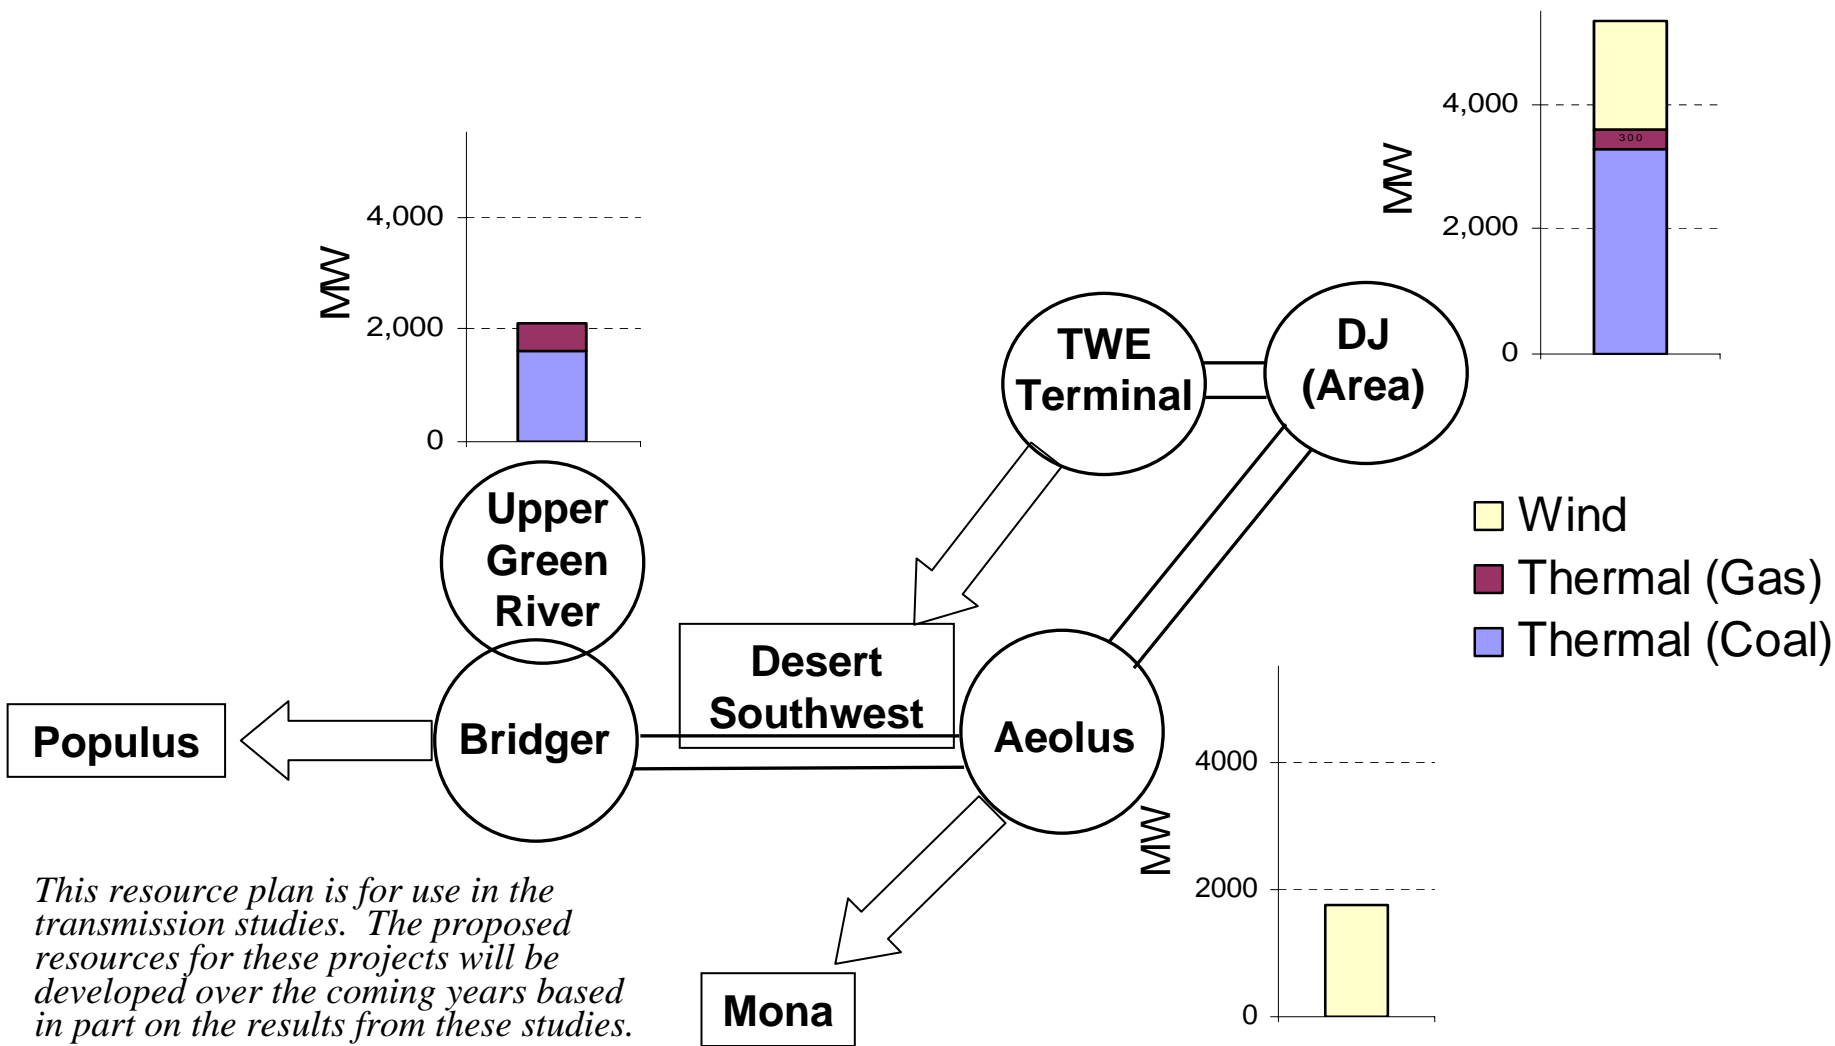 4,000
300
MW
2,000
0
4,000
MW
2,000
0
TWE
Terminal
DJ
(Area)
Upper
Green
River
Wind
Thermal (Gas)
Thermal (Coal)
Desert
Southwest
Populus
Bridger
Aeolus
4000
MW
2000
0
This resource plan is for use in the
transmission studies.  The proposed
resources for these projects will be
developed over the coming years based
in part on the results from these studies.
Mona